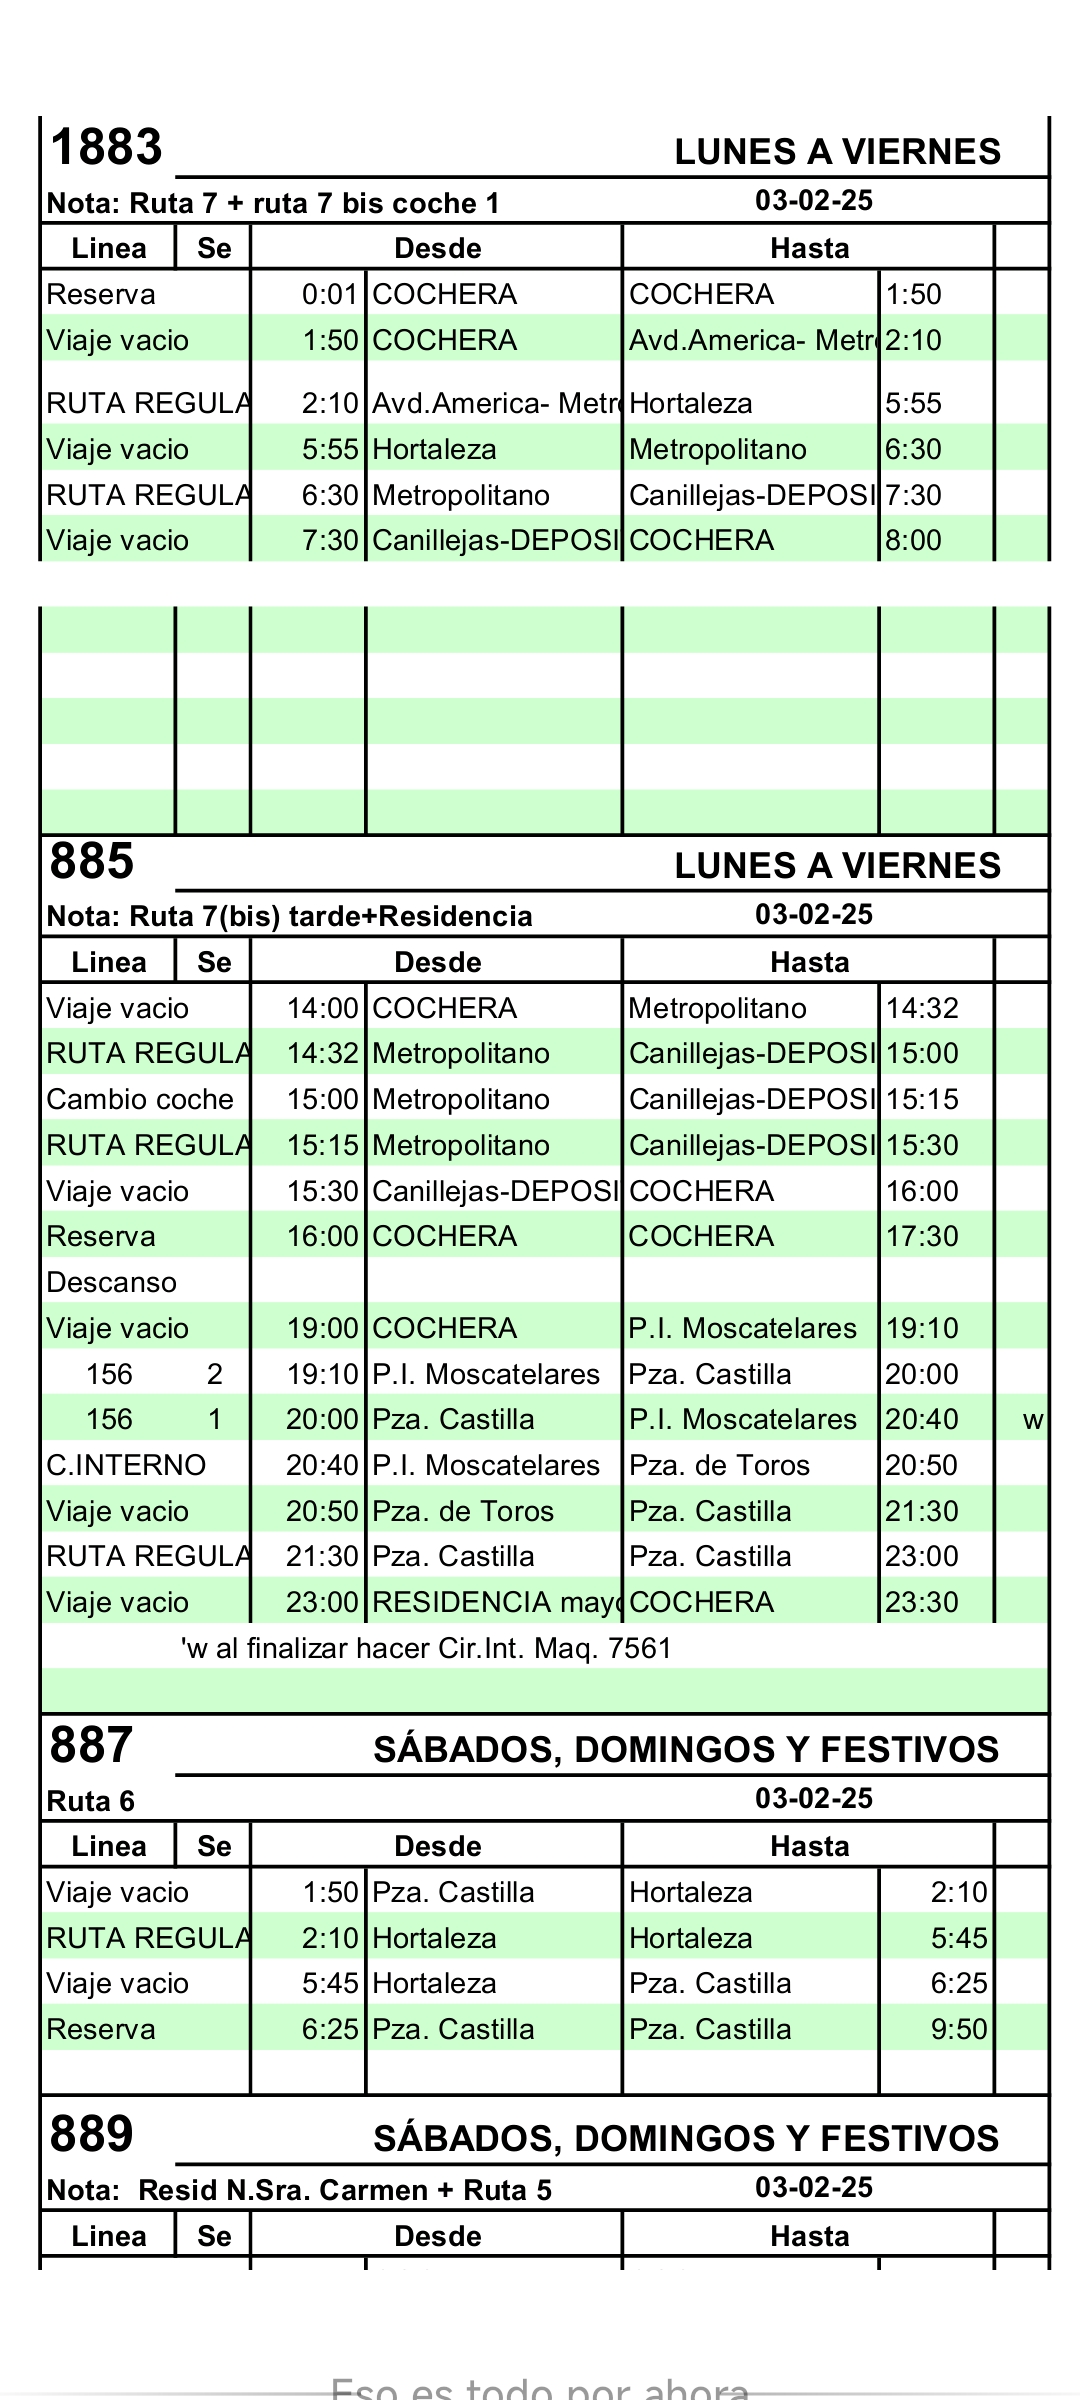 1883 LUNES A VIERNES
Nota: Ruta 7 + ruta 7 bis coche 1 03-02-25
Linea Se Desde Hasta
Reserva 0:01 COCHERA COCHERA 1:50
Viaje vacio 1:50 COCHERA Avd.America- Metr 2:10
RUTA REGULA 2:10 Avd.America- Metr Hortaleza 5:55
Viaje vacio 5:55 Hortaleza Metropolitano 6:30
RUTA REGULA 6:30 Metropolitano Canillejas-DEPOSI 7:30
Viaje vacio 7:30 Canillejas-DEPOSI COCHERA 8:00
885 LUNES A VIERNES
Nota: Ruta 7(bis) tarde+Residencia 03-02-25
Linea Se Desde Hasta
Viaje vacio 14:00 COCHERA Metropolitano 14:32
RUTA REGULA 14:32 Metropolitano Canillejas-DEPOSI 15:00
Cambio coche 15:00 Metropolitano Canillejas-DEPOSI 15:15
RUTA REGULA 15:15 Metropolitano Canillejas-DEPOSI 15:30
Viaje vacio 15:30 Canillejas-DEPOSI COCHERA 16:00
Reserva 16:00 COCHERA COCHERA 17:30
Descanso
Viaje vacio 19:00 COCHERA P.I. Moscatelares 19:10
156 2 19:10 P.I. Moscatelares Pza. Castilla 20:00
156 1 20:00 Pza. Castilla P.I. Moscatelares 20:40 w
C.INTERNO 20:40 P.I. Moscatelares Pza. de Toros 20:50
Viaje vacio 20:50 Pza. de Toros Pza. Castilla 21:30
RUTA REGULA 21:30 Pza. Castilla Pza. Castilla 23:00
Viaje vacio 23:00 RESIDENCIA mayo COCHERA 23:30
'w al finalizar hacer Cir.Int. Maq. 7561
887 SÁBADOS, DOMINGOS Y FESTIVOS
Ruta 6 03-02-25
Linea Se Desde Hasta
Viaje vacio 1:50 Pza. Castilla Hortaleza 2:10
RUTA REGULA 2:10 Hortaleza Hortaleza 5:45
Viaje vacio 5:45 Hortaleza Pza. Castilla 6:25
Reserva 6:25 Pza. Castilla Pza. Castilla 9:50
889 SÁBADOS, DOMINGOS Y FESTIVOS
Nota: Resid N.Sra. Carmen + Ruta 5 03-02-25
Linea Se Desde Hasta
Eso es todo por ahora